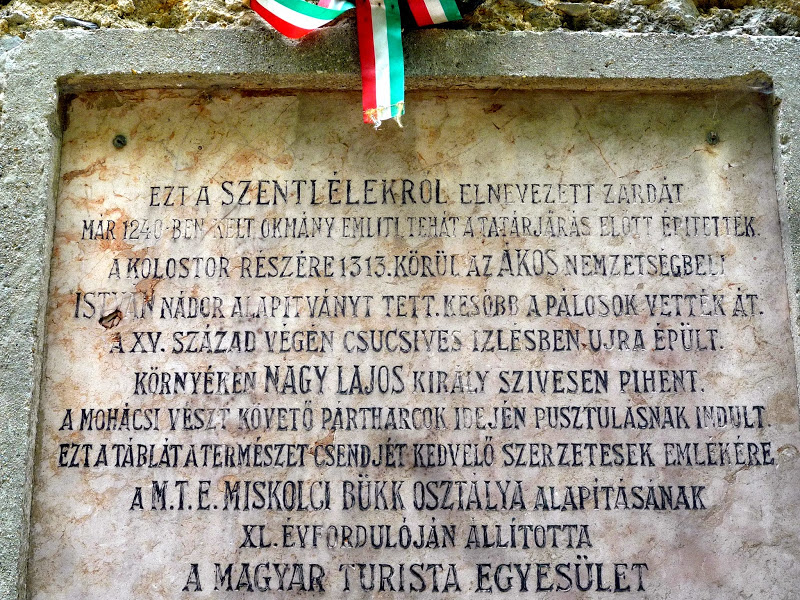 EZT A SZENTLÉLEKRŐL ELNEVEZETT ZÁRDÁT
MÁR 1240-BEN KELT OKMÁNY EMLITI, TEHÁT A TATÁRJÁRÁS ELŐTT ÉPITETTÉK.
A KOLOSTOR RÉSZÉRE 1313. KÖRÜL AZ ÁKOS NEMZETSÉGBELI
ISTVÁN NÁDOR ALAPITVÁNYT TETT. KÉSŐBB A PÁLOSOK VETTÉK ÁT.
A XV. SZÁZAD VÉGÉN CSUCSIVES IZLÉSBEN UJRA ÉPÜLT.
KÖRNYÉKÉN NAGY LAJOS KIRÁLY SZIVESEN PIHENT.
A MOHÁCSI VÉSZT KÖVETŐ PÁRTHARCOK IDEJÉN PUSZTULÁSNAK INDULT.
EZT A TÁBLÁT A TERMÉSZET CSENDJÉT KEDVELŐ SZERZETESEK EMLÉKÉRE
A M.T.E. MISKOLCI BÜKK OSZTÁLYA ALAPÍTÁSÁNAK
XL. ÉVFORDULÓJÁN ÁLLÍTOTTA
A MAGYAR TURISTA EGYESÜLET